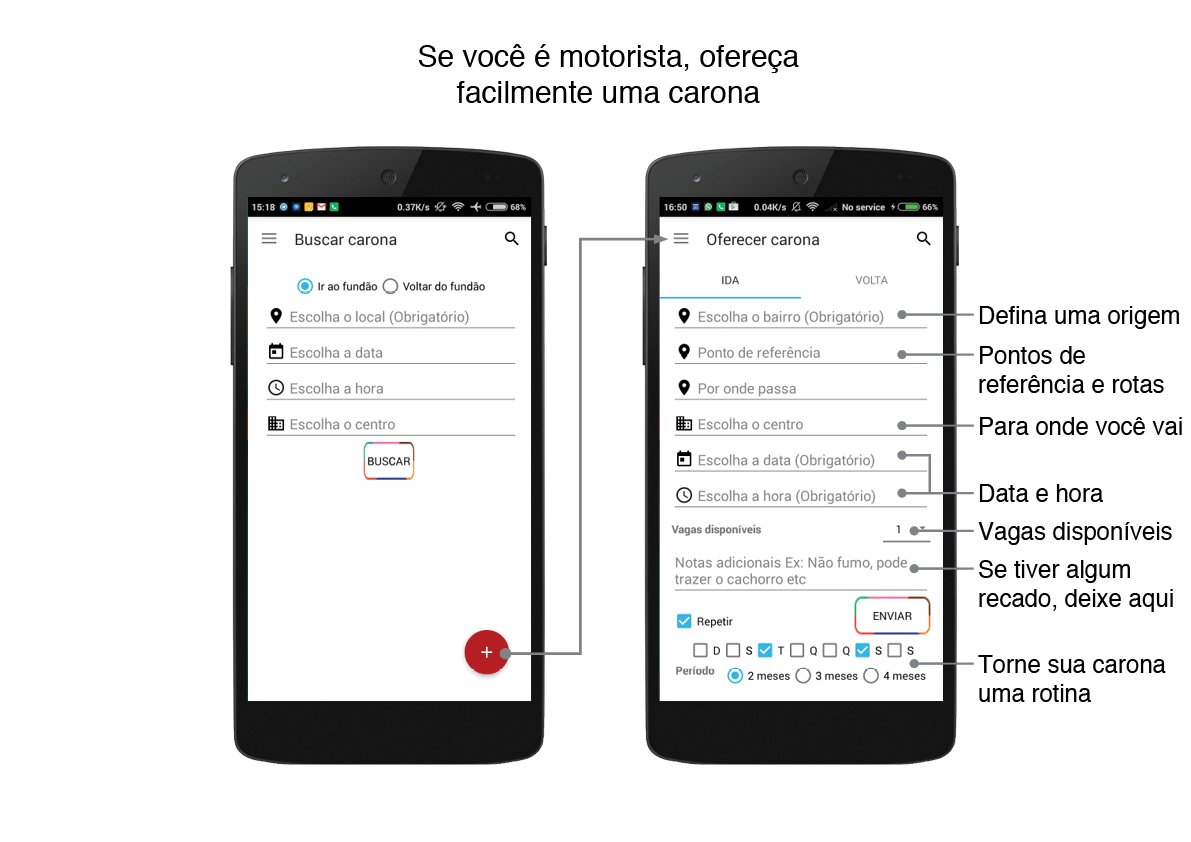 Se você é motorista, ofereça
facilmente uma carona
15:18
0.37K/s
68%
Buscar carona
Ir ao fundão
Voltar do fundão
Escolha o local (Obrigatório)
Escolha a data
Escolha a hora
Escolha o centro
BUSCAR
+
16:50
0.04K/s
No service
66%
Oferecer carona
IDA
VOLTA
Escolha o bairro (Obrigatório)
Ponto de referência
Por onde passa
Escolha o centro
Escolha a data (Obrigatório)
Escolha a hora (Obrigatório)
Vagas disponíveis
1
Notas adicionais Ex: Não fumo, pode
trazer o cachorro etc
ENVIAR
Repetir
D S T Q Q S S
Período
2 meses
3 meses
4 meses
Defina uma origem
Pontos de
referência e rotas
Para onde você vai
Data e hora
Vagas disponíveis
Se tiver algum
recado, deixe aqui
Torne sua carona
uma rotina